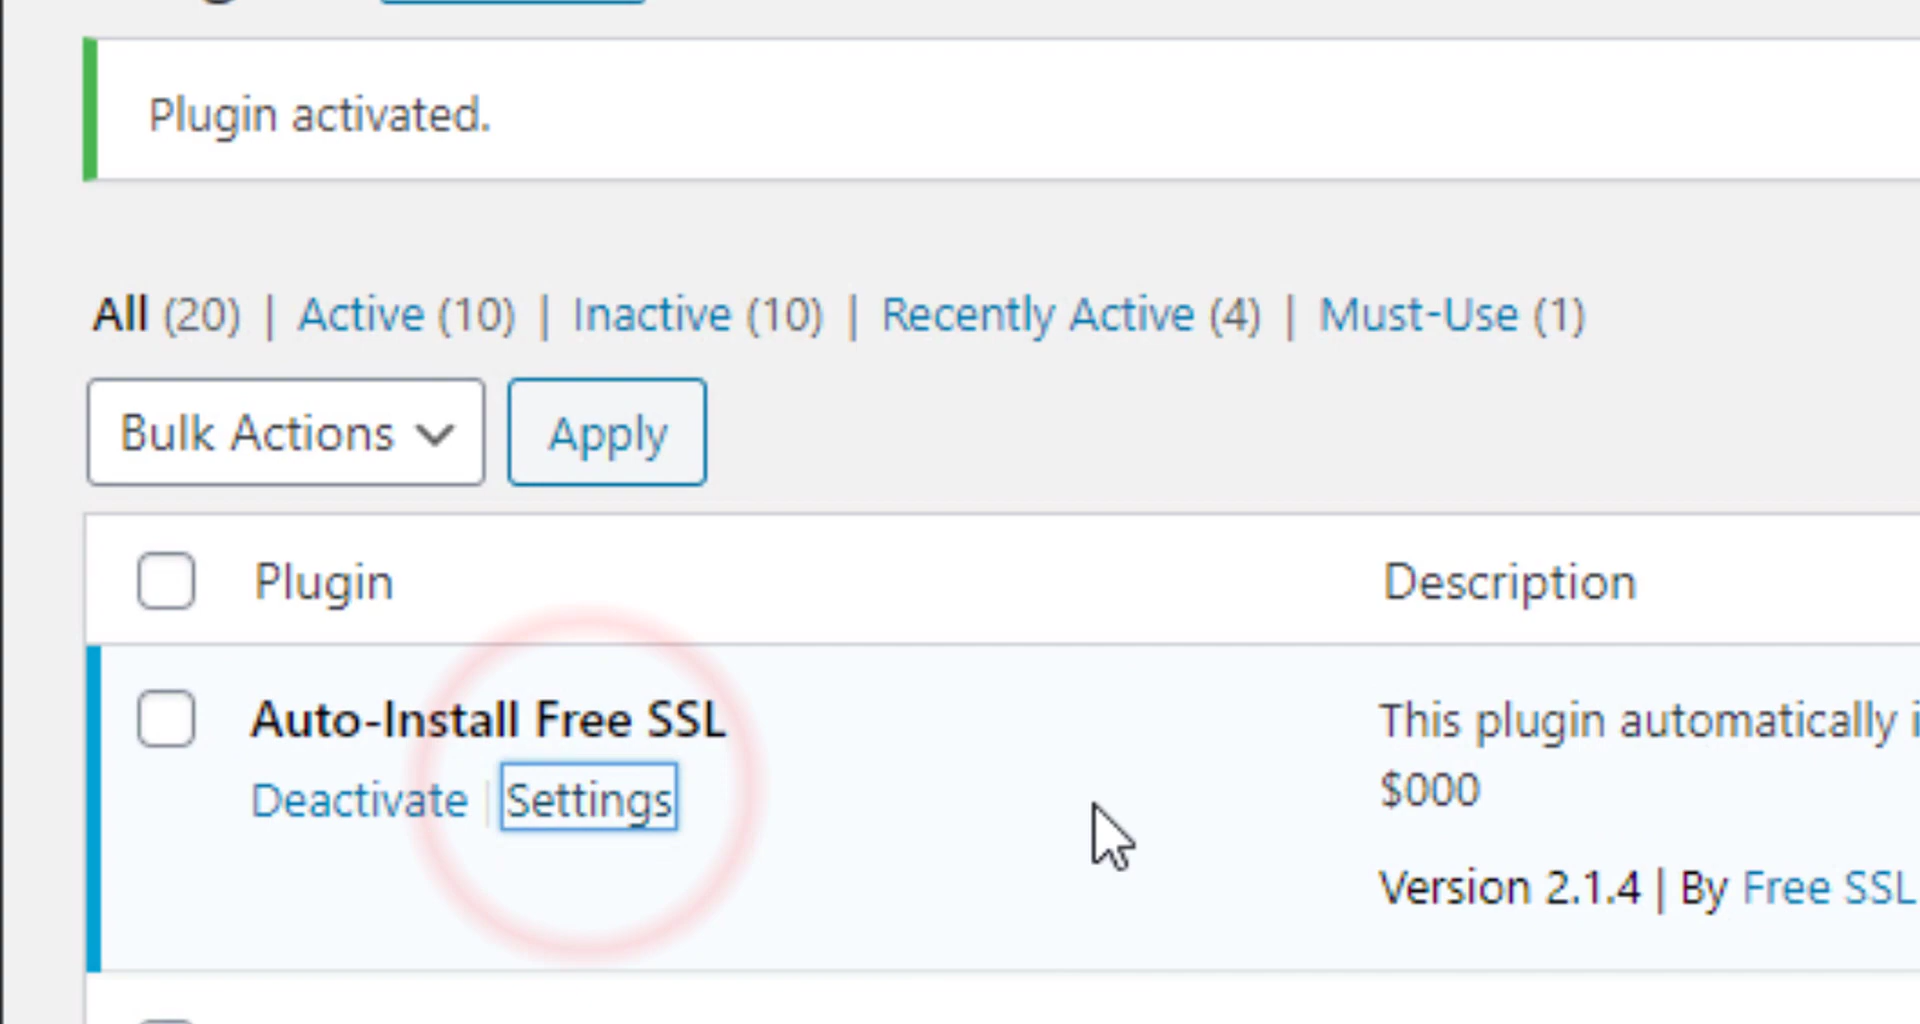 Plugin activated.
All (20) | Active (10) | Inactive (10) | Recently Active (4) | Must-Use (1)
Bulk Actions Apply
Plugin Description
Auto-Install Free SSL
Deactivate | Settings
This plugin automatically
$000
Version 2.1.4 | By Free SSL